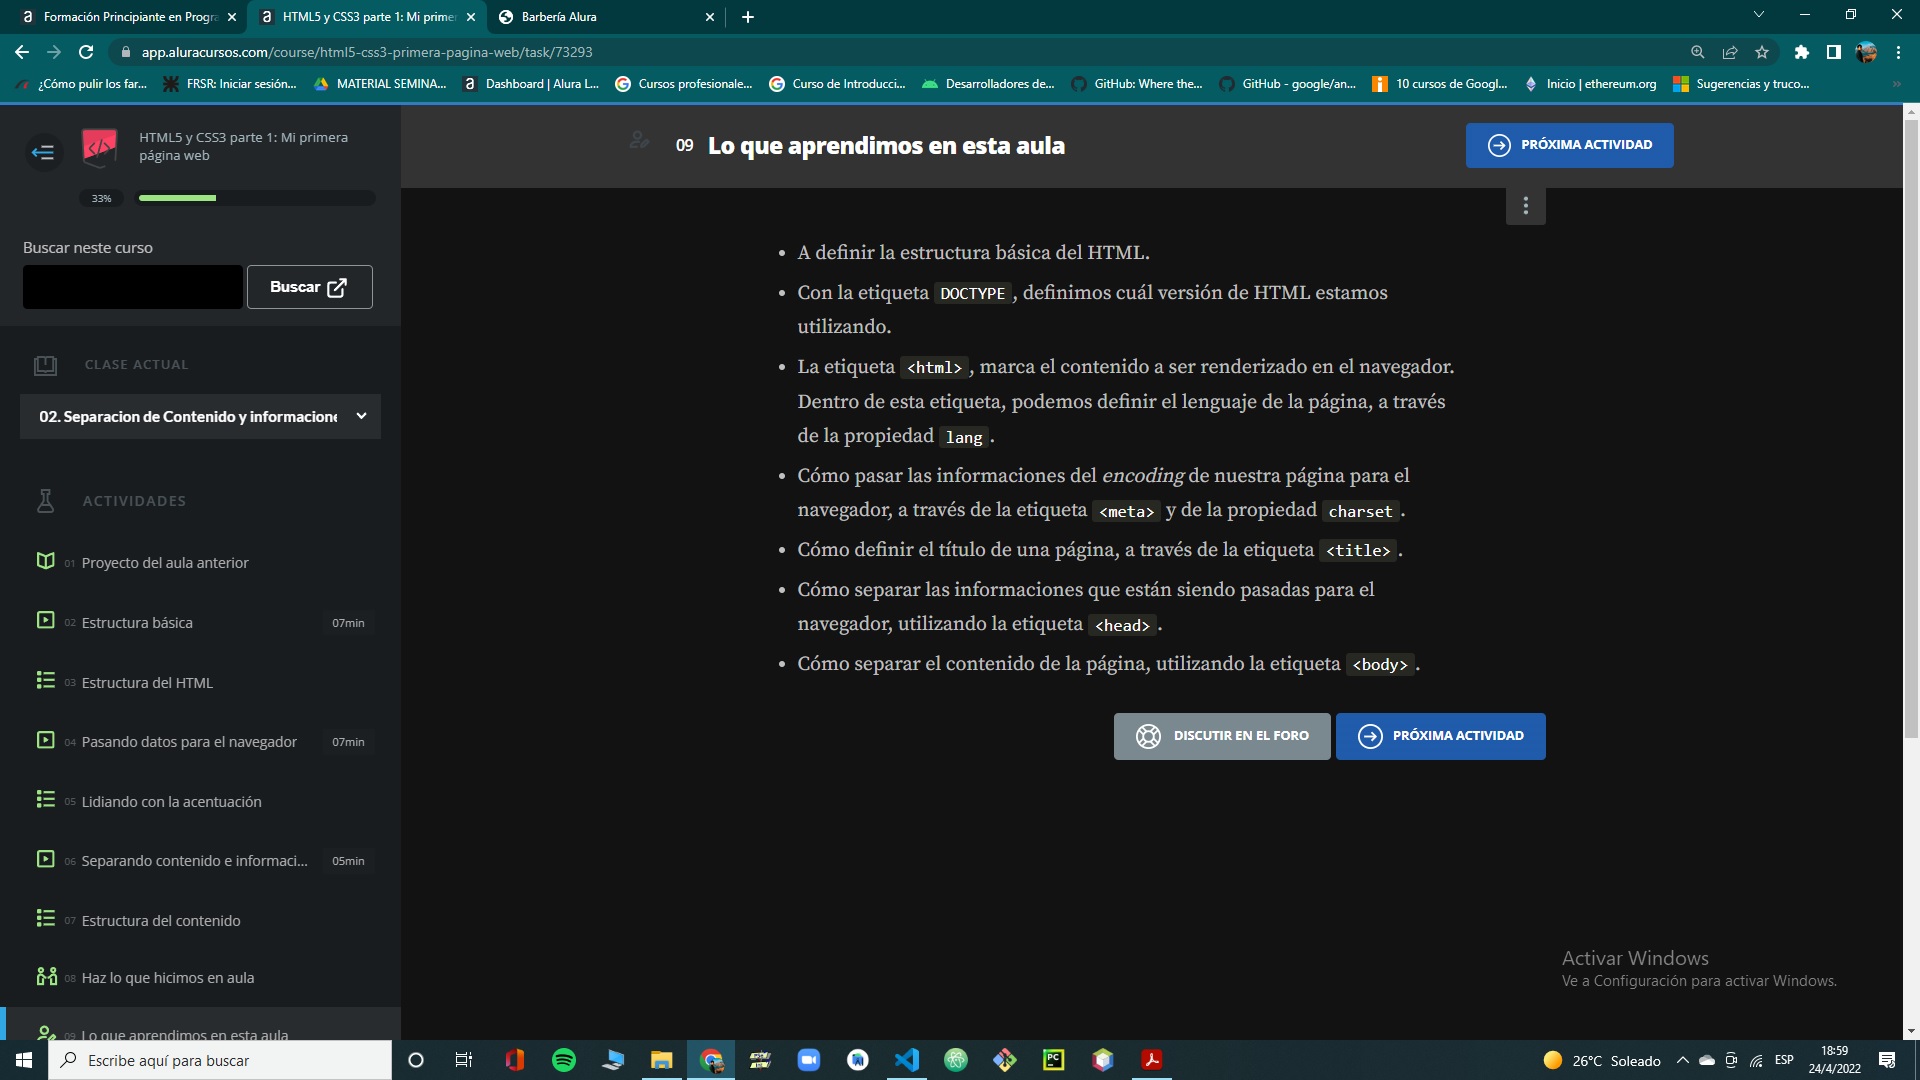 Formación Principiante en Progra
HTML5 y CSS3 parte 1: Mi primer
Barbería Alura
app.aluracursos.com/course/html5-css3-primera-pagina-web/task/73293
¿Cómo pulir los far...
FRSR: Iniciar sesión...
MATERIAL SEMINA...
Dashboard | Alura L...
Cursos profesionale...
Curso de Introducci...
Desarrolladores de...
GitHub: Where the...
GitHub - google/an...
10 cursos de Googl...
Inicio | ethereum.org
Sugerencias y truco...
HTML5 y CSS3 parte 1: Mi primera
página web
33%
Buscar neste curso
Buscar
CLASE ACTUAL
02. Separacion de Contenido y informacione
ACTIVIDADES
01 Proyecto del aula anterior
02 Estructura básica 07min
03 Estructura del HTML
04 Pasando datos para el navegador 07min
05 Lidiando con la acentuación
06 Separando contenido e informaci... 05min
07 Estructura del contenido
08 Haz lo que hicimos en aula
09 Lo que aprendimos en esta aula
09 Lo que aprendimos en esta aula
PRÓXIMA ACTIVIDAD
• A definir la estructura básica del HTML.
• Con la etiqueta DOCTYPE, definimos cuál versión de HTML estamos
utilizando.
• La etiqueta <html>, marca el contenido a ser renderizado en el navegador.
Dentro de esta etiqueta, podemos definir el lenguaje de la página, a través
de la propiedad lang.
• Cómo pasar las informaciones del encoding de nuestra página para el
navegador, a través de la etiqueta <meta> y de la propiedad charset.
• Cómo definir el título de una página, a través de la etiqueta <title>.
• Cómo separar las informaciones que están siendo pasadas para el
navegador, utilizando la etiqueta <head>.
• Cómo separar el contenido de la página, utilizando la etiqueta <body>.
DISCUTIR EN EL FORO
PRÓXIMA ACTIVIDAD
Activar Windows
Ve a Configuración para activar Windows.
Escribe aquí para buscar
26°C Soleado
ESP
18:59
24/4/2022